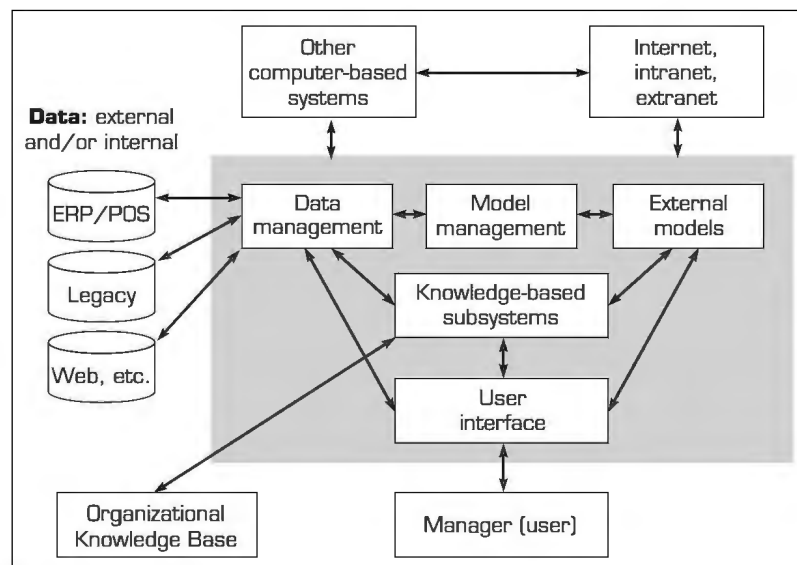 Other
computer-based
systems
Internet,
intranet,
extranet
Data: external
and/or internal
ERP/POS
Legacy
Web, etc.
Data
management
Model
management
External
models
Knowledge-based
subsystems
User
interface
Organizational
Knowledge Base
Manager (user)